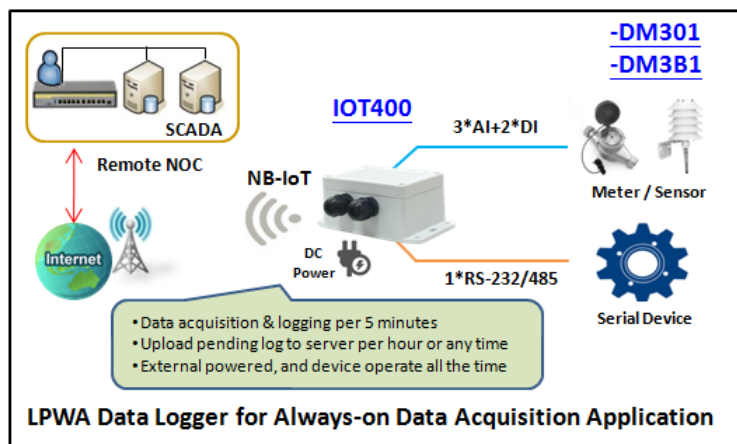 -DM301
-DM3B1
SCADA
IOT400
3*AI+2*DI
Remote NOC
NB-IoT
Meter / Sensor
Internet
DC
Power
1*RS-232/485
Serial Device
•Data acquisition & logging per 5 minutes
•Upload pending log to server per hour or any time
•External powered, and device operate all the time
LPWA Data Logger for Always-on Data Acquisition Application